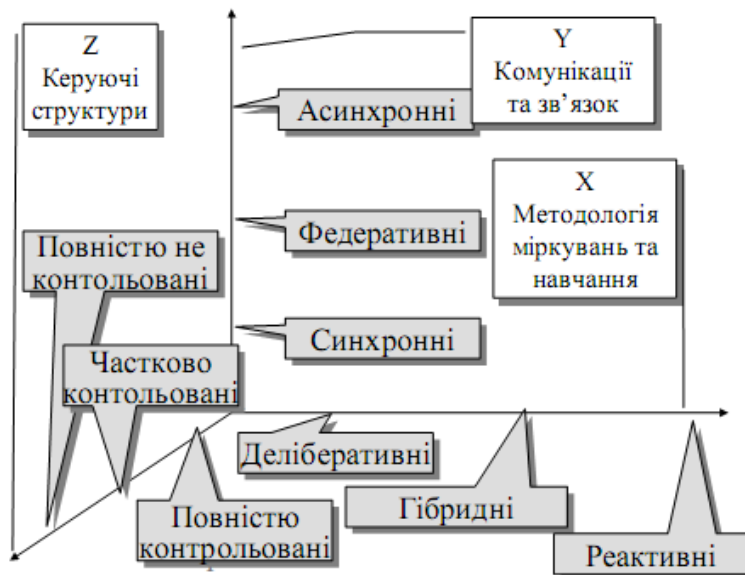 Z
Керуючі
структури
Y
Комунікації
та зв’язок
Асинхронні
X
Методологія
міркувань та
навчання
Федеративні
Повністю не
контольовані
Синхронні
Частково
контольовані
Деліберативні
Гібридні
Повністю
контрольовані
Реактивні